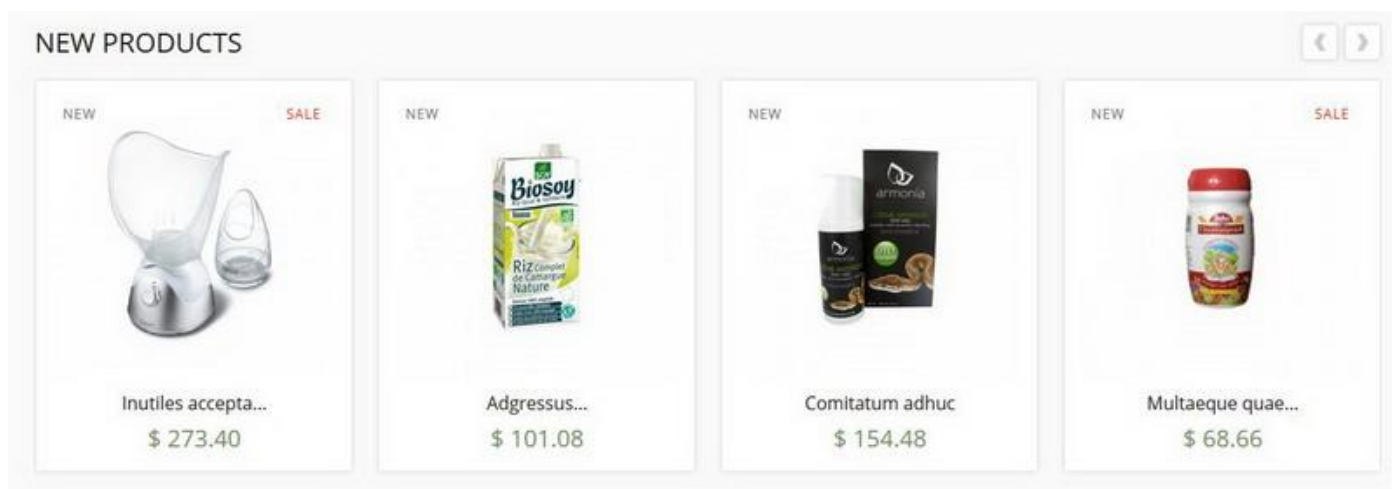 NEW PRODUCTS
NEW
SALE
Biosoy
Riz complet
de Camargue
Nature
Inutiles accepta...
$ 273.40
NEW
Adgressus...
$ 101.08
NEW
armonia
armonia
Comitatum adhuc
$ 154.48
NEW
SALE
Multaeque quae...
$ 68.66